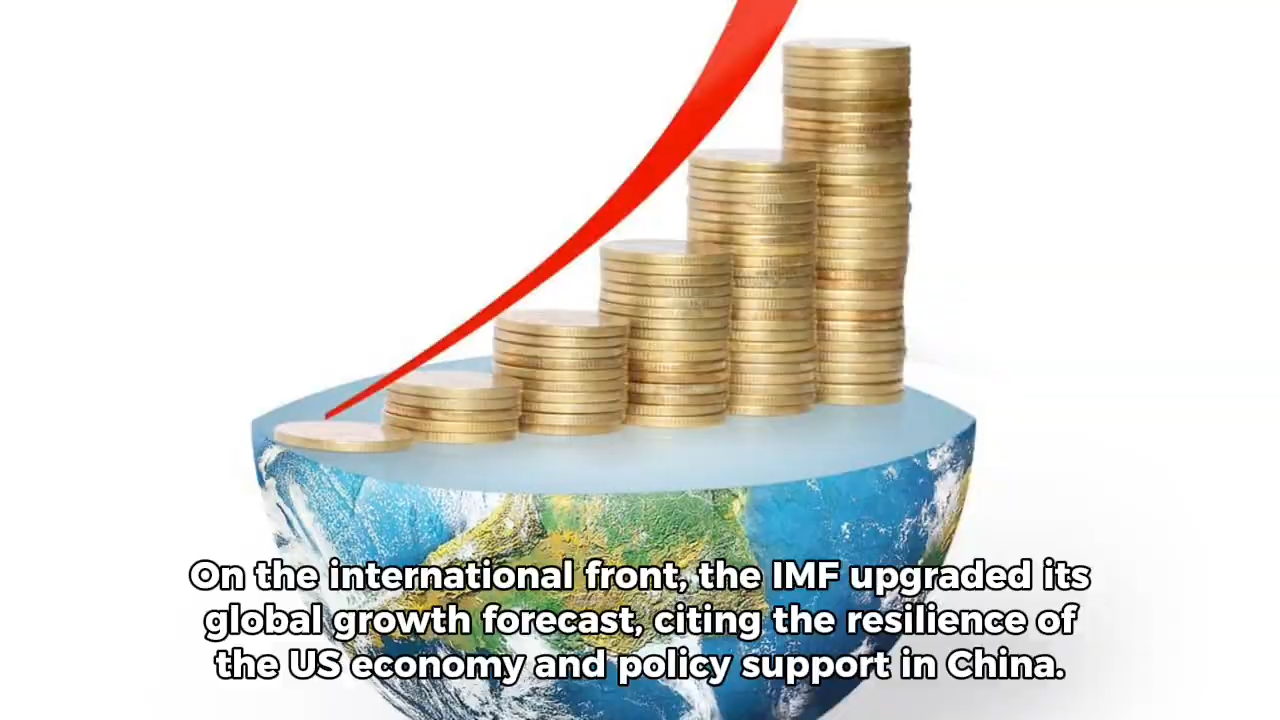 On the international front, the IMF upgraded its
global growth forecast, citing the resilience of
the US economy and policy support in China.